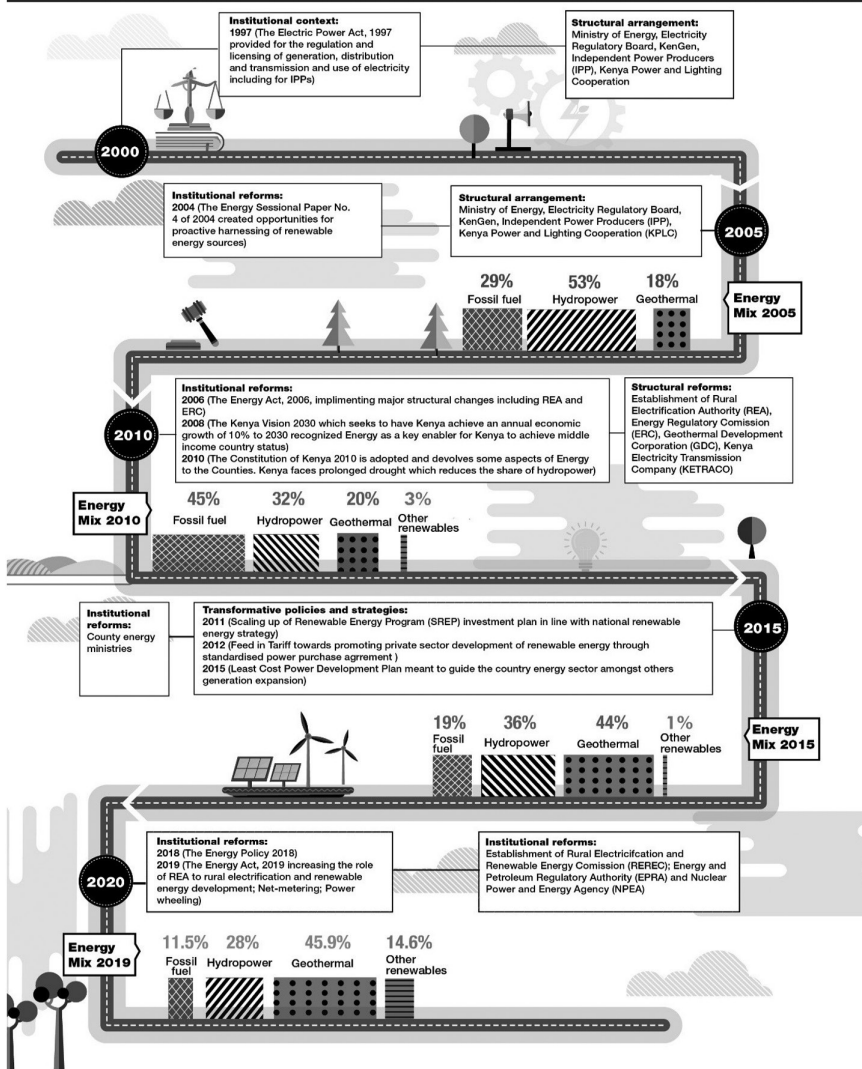 Institutional context:
1997 (The Electric Power Act, 1997
provided for the regulation and
licensing of generation, distribution
and transmission and use of electricity
including for IPPs)
Structural arrangement:
Ministry of Energy, Electricity
Regulatory Board, KenGen,
Independent Power Producers
(IPP), Kenya Power and Lighting
Cooperation
2000
Institutional reforms:
2004 (The Energy Sessional Paper No.
4 of 2004 created opportunities for
proactive harnessing of renewable
energy sources)
Structural arrangement:
Ministry of Energy, Electricity Regulatory Board,
KenGen, Independent Power Producers (IPP),
Kenya Power and Lighting Cooperation (KPLC)
2005
29% 53% 18%
Fossil fuel Hydropower Geothermal
Energy
Mix 2005
Institutional reforms:
2006 (The Energy Act, 2006, implimenting major structural changes including REA and
ERC)
2008 (The Kenya Vision 2030 which seeks to have Kenya achieve an annual economic
growth of 10% to 2030 recognized Energy as a key enabler for Kenya to achieve middle
income country status)
2010 (The Constitution of Kenya 2010 is adopted and devolves some aspects of Energy
to the Counties. Kenya faces prolonged drought which reduces the share of hydropower)
Structural reforms:
Establishment of Rural
Electrification Authority (REA),
Energy Regulatory Comission
(ERC), Geothermal Development
Corporation (GDC), Kenya
Electricity Transmission
Company (KETRACO)
2010
Energy
Mix 2010
45% 32% 20% 3%
Fossil fuel Hydropower Geothermal Other
renewables
Institutional
reforms:
County energy
ministries
Transformative policies and strategies:
2011 (Scaling up of Renewable Energy Program (SREP) investment plan in line with national renewable
energy strategy)
2012 (Feed in Tariff towards promoting private sector development of renewable energy through
standardised power purchase agrrement )
2015 (Least Cost Power Development Plan meant to guide the country energy sector amongst others
generation expansion)
2015
19% 36% 44% 1%
Fossil
fuel Hydropower Geothermal Other
renewables
Energy
Mix 2015
Institutional reforms:
2018 (The Energy Policy 2018)
2019 (The Energy Act, 2019 increasing the role
of REA to rural electrification and renewable
energy development; Net-metering; Power
wheeling)
Institutional reforms:
Establishment of Rural Electricifcation and
Renewable Energy Comission (REREC); Energy and
Petroleum Regulatory Authority (EPRA) and Nuclear
Power and Energy Agency (NPEA)
2020
Energy
Mix 2019
11.5% 28% 45.9% 14.6%
Fossil
fuel Hydropower Geothermal Other
renewables